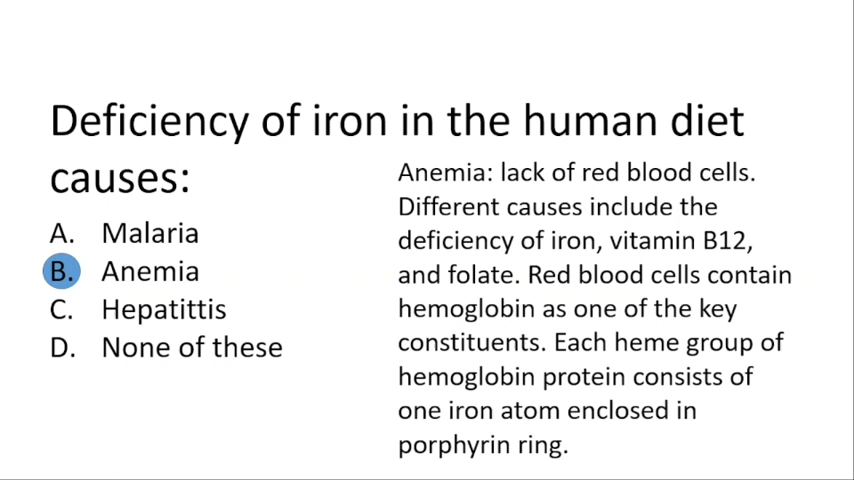 Deficiency of iron in the human diet
causes:
A. Malaria
B. Anemia
C. Hepatittis
D. None of these
Anemia: lack of red blood cells.
Different causes include the
deficiency of iron, vitamin B12,
and folate. Red blood cells contain
hemoglobin as one of the key
constituents. Each heme group of
hemoglobin protein consists of
one iron atom enclosed in
porphyrin ring.